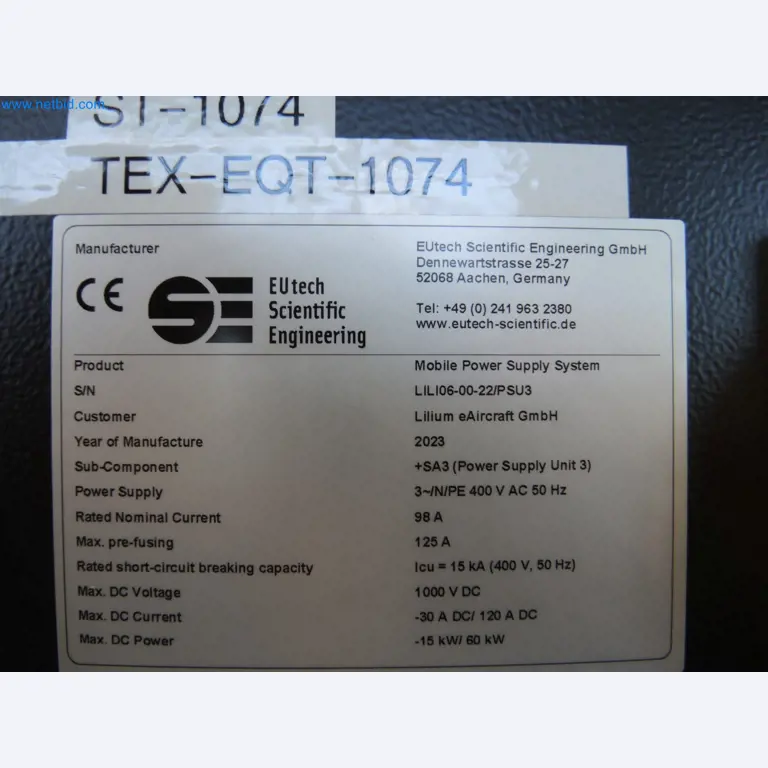 www.netbid.com
ST-1074
TEX-EQT-1074
Manufacturer
CE
SE
EUtech
Scientific
Engineering
EUtech Scientific Engineering GmbH
Dennewartstrasse 25-27
52068 Aachen, Germany
Tel: +49 (0) 241 963 2380
www.eutech-scientific.de
Product Mobile Power Supply System
S/N LILI06-00-22/PSU3
Customer Lilium eAircraft GmbH
Year of Manufacture 2023
Sub-Component +SA3 (Power Supply Unit 3)
Power Supply 3~/N/PE 400 V AC 50 Hz
Rated Nominal Current 98 A
Max. pre-fusing 125 A
Rated short-circuit breaking capacity Icu = 15 kA (400 V, 50 Hz)
Max. DC Voltage 1000 V DC
Max. DC Current -30 A DC/ 120 A DC
Max. DC Power -15 kW/ 60 kW